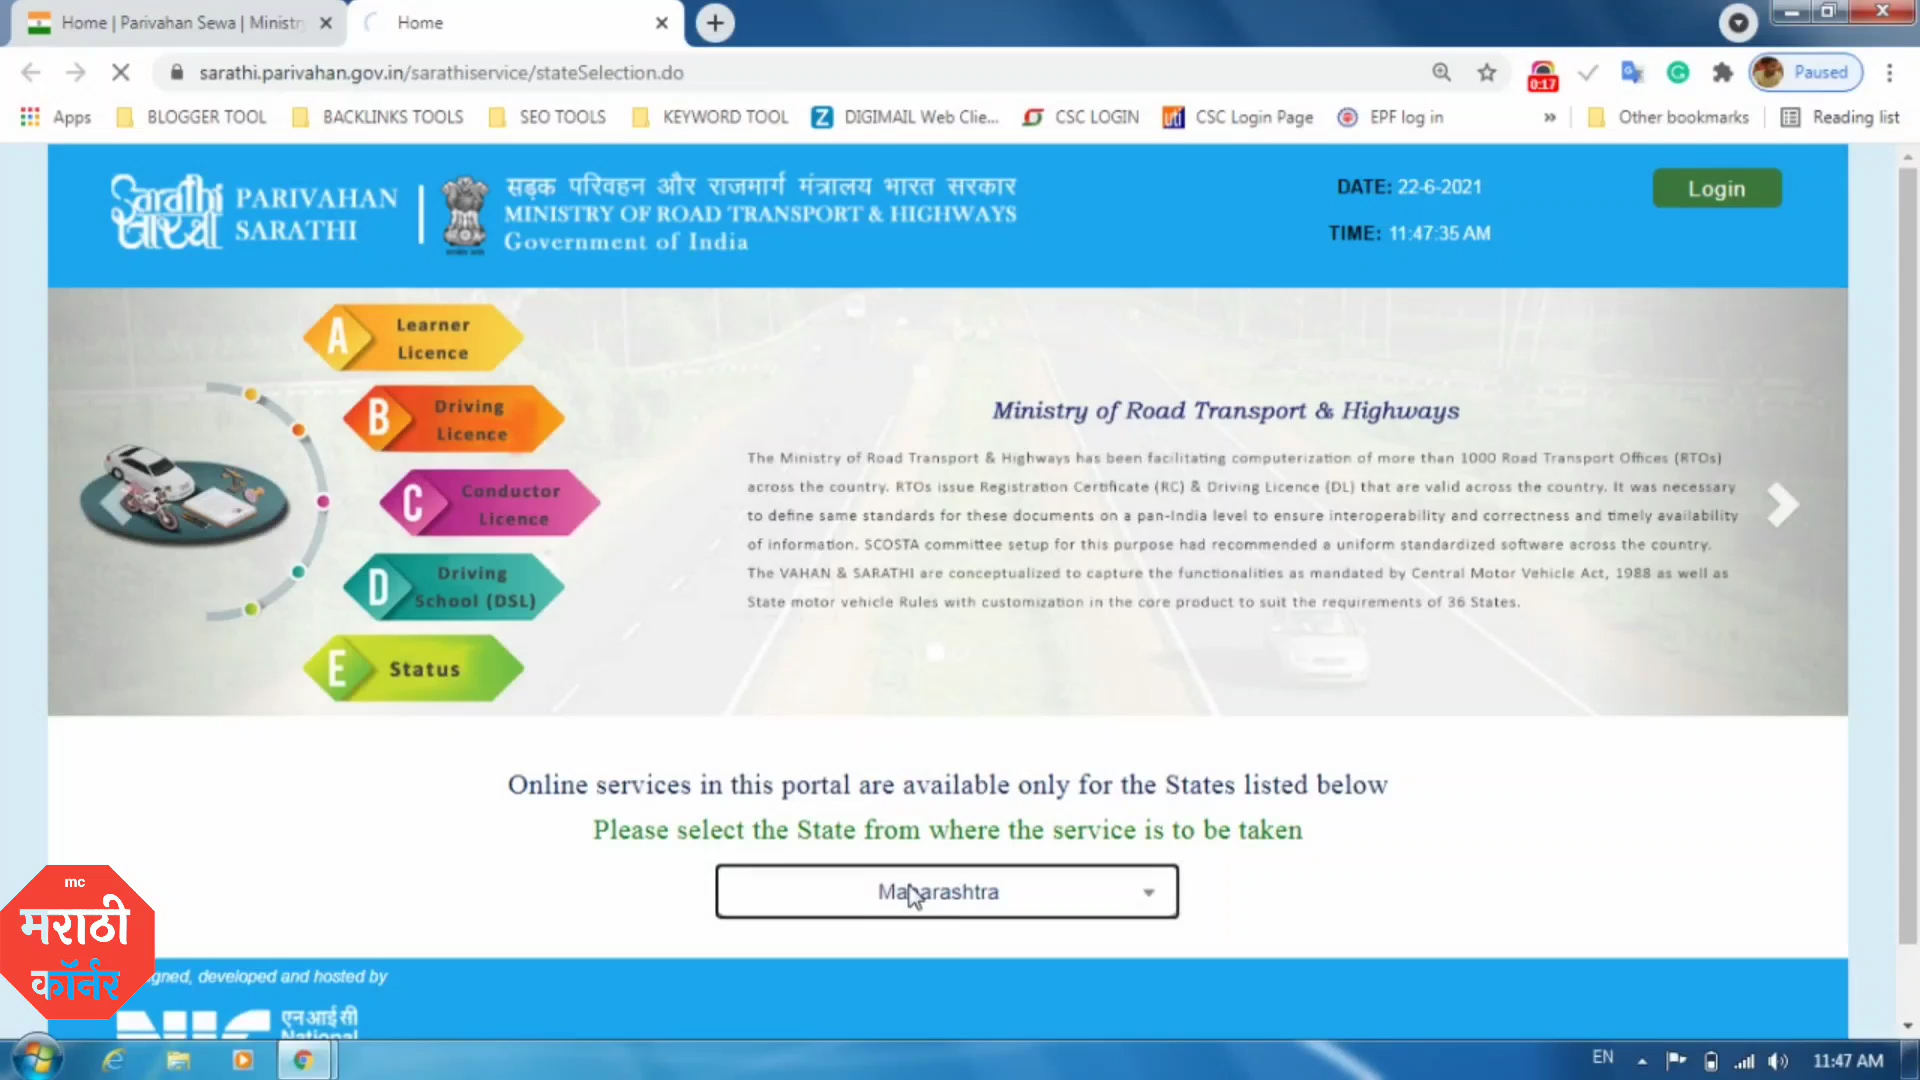 Home | Parivahan Sewa | Ministr
Home
sarathi.parivahan.gov.in/sarathiservice/stateSelection.do
0:17
Paused
Apps
BLOGGER TOOL
BACKLINKS TOOLS
SEO TOOLS
KEYWORD TOOL
DIGIMAIL Web Clie...
CSC LOGIN
CSC Login Page
EPF log in
»
Other bookmarks
Reading list
Sarathi
सारथी
PARIVAHAN
SARATHI
सड़क परिवहन और राजमार्ग मंत्रालय भारत सरकार
MINISTRY OF ROAD TRANSPORT & HIGHWAYS
Government of India
DATE: 22-6-2021
TIME: 11:47:35 AM
Login
A Learner
Licence
B Driving
Licence
C Conductor
Licence
D Driving
School (DSL)
E Status
Ministry of Road Transport & Highways
The Ministry of Road Transport & Highways has been facilitating computerization of more than 1000 Road Transport Offices (RTOs)
across the country. RTOs issue Registration Certificate (RC) & Driving Licence (DL) that are valid across the country. It was necessary
to define same standards for these documents on a pan-India level to ensure interoperability and correctness and timely availability
of information. SCOSTA committee setup for this purpose had recommended a uniform standardized software across the country.
The VAHAN & SARATHI are conceptualized to capture the functionalities as mandated by Central Motor Vehicle Act, 1988 as well as
State motor vehicle Rules with customization in the core product to suit the requirements of 36 States.
Online services in this portal are available only for the States listed below
Please select the State from where the service is to be taken
Maharashtra
mc
मराठी
कॉर्नर
gned, developed and hosted by
NIC
एन आई सी
National
EN
11:47 AM